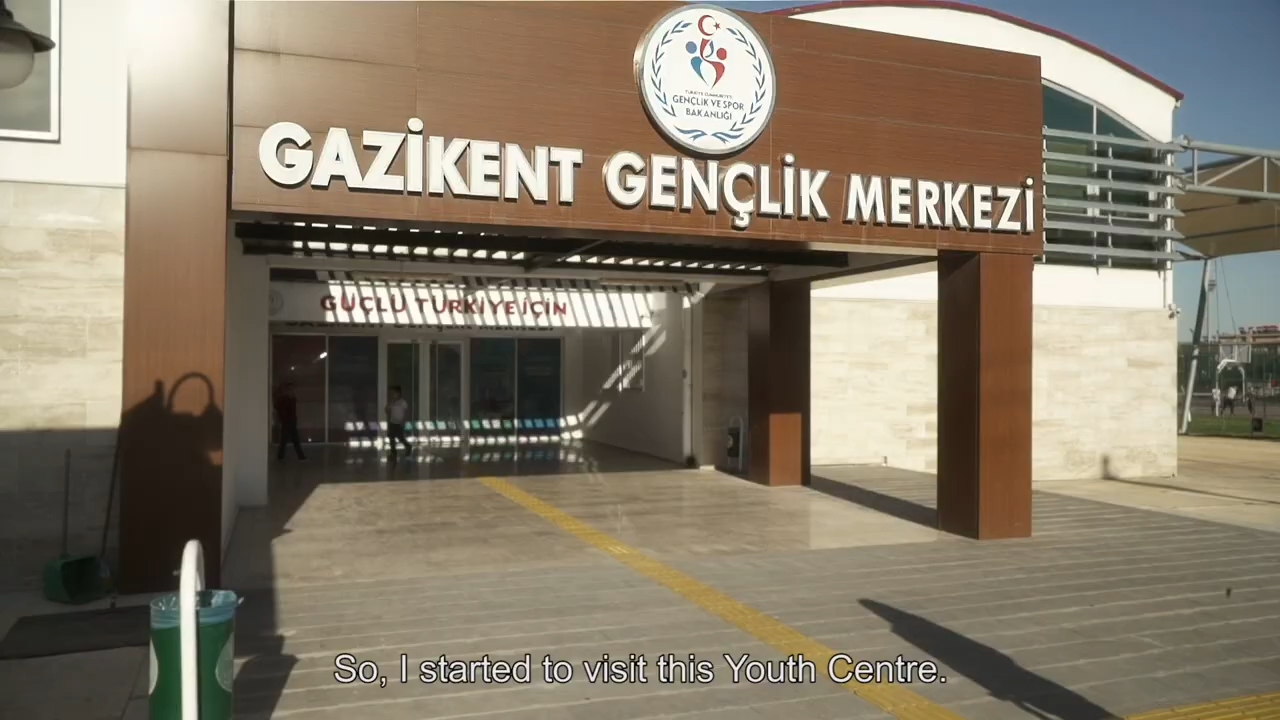 TÜRKİYE CUMHURİYETİ
GENÇLİK VE SPOR
BAKANLIĞI
GAZİKENT GENÇLİK MERKEZİ
GÜÇLÜ TÜRKİYE İÇİN
So, I started to visit this Youth Centre.